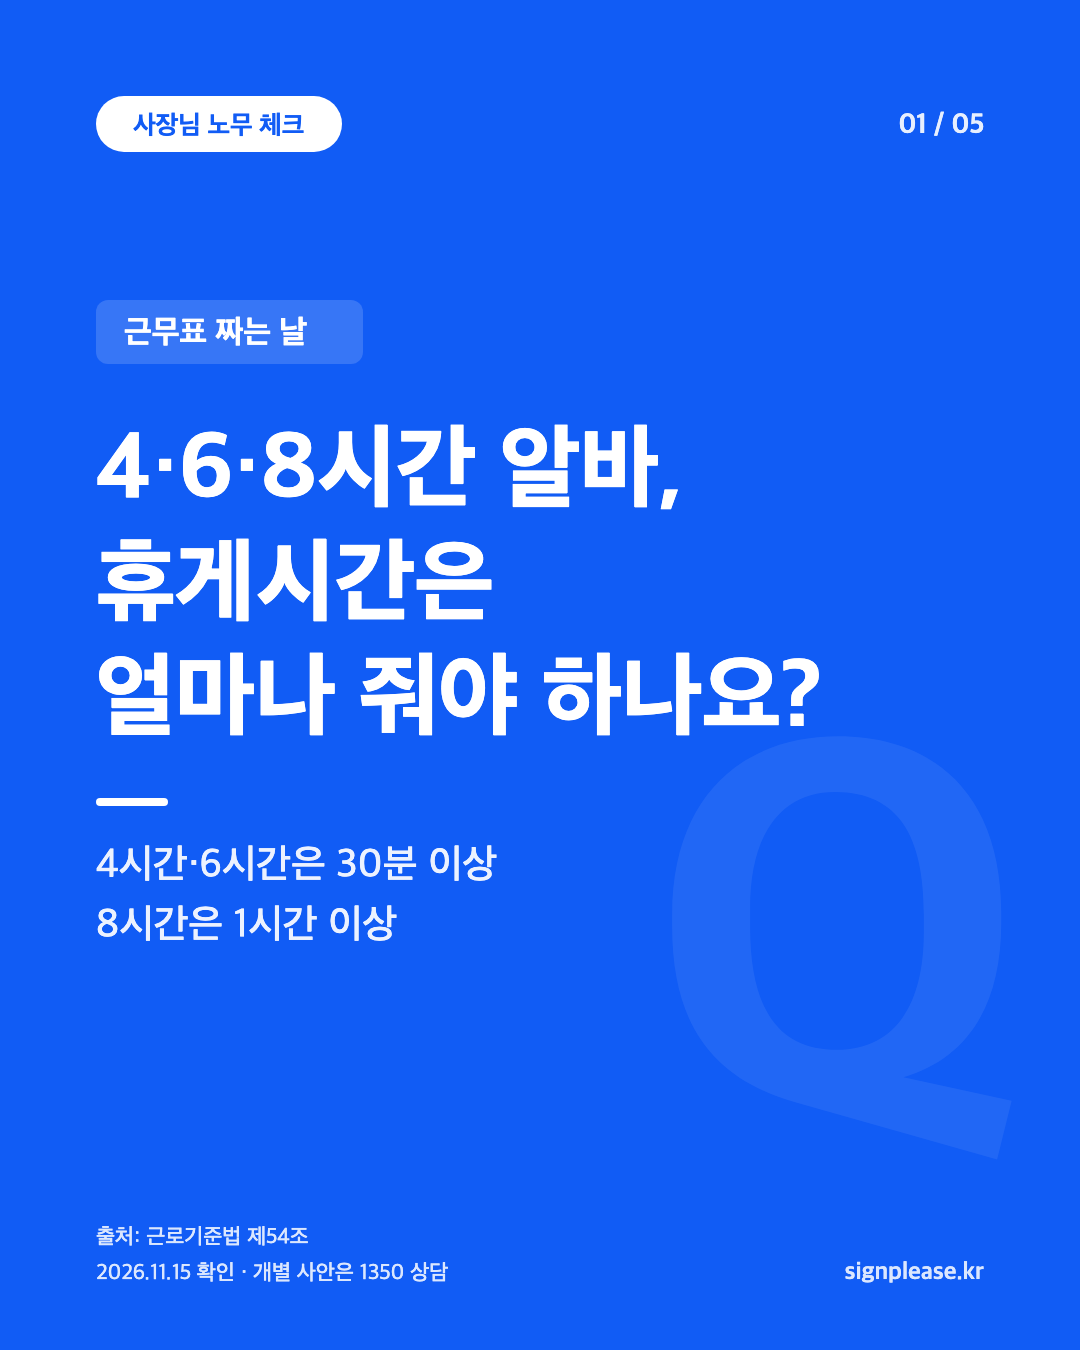 사장님 노무 체크
01 / 05
근무표 짜는 날
4·6·8시간 알바,
휴게시간은
얼마나 줘야 하나요?
4시간·6시간은 30분 이상
8시간은 1시간 이상
Q
출처: 근로기준법 제54조
2026.11.15 확인 · 개별 사안은 1350 상담
signplease.kr